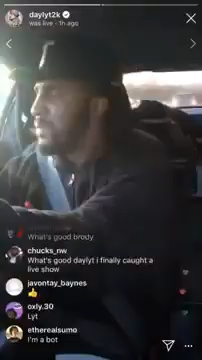 daylyt2k
was live · 1h ago
What's good brody
chucks_nw
What's good daylyt i finally caught a
live show
javontay_baynes
👍
oxly.30
Lyt
etherealsumo
I'm a bot